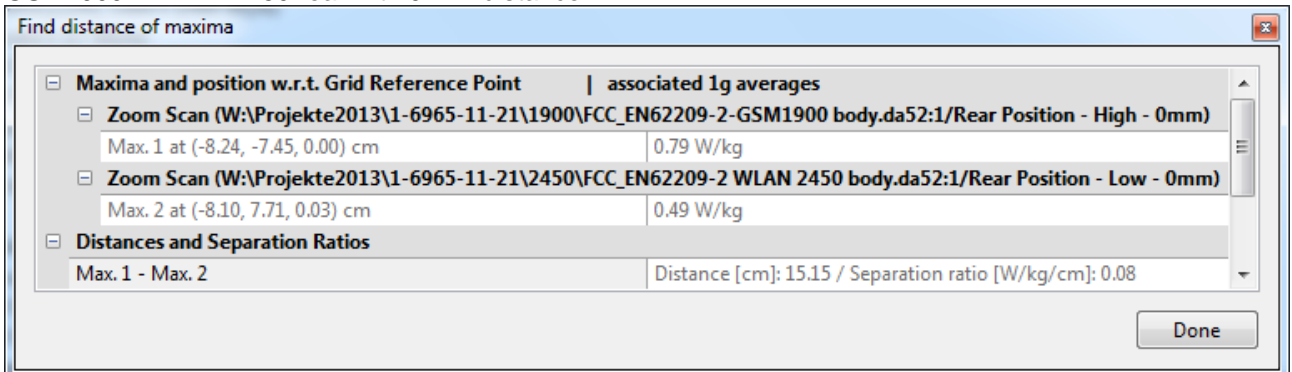 Find distance of maxima
Maxima and position w.r.t. Grid Reference Point | associated 1g averages
Zoom Scan (W:\Projekte2013\1-6965-11-21\1900\FCC_EN62209-2-GSM1900 body.da52:1/Rear Position - High - 0mm)
Max. 1 at (-8.24, -7.45, 0.00) cm 0.79 W/kg
Zoom Scan (W:\Projekte2013\1-6965-11-21\2450\FCC_EN62209-2 WLAN 2450 body.da52:1/Rear Position - Low - 0mm)
Max. 2 at (-8.10, 7.71, 0.03) cm 0.49 W/kg
Distances and Separation Ratios
Max. 1 - Max. 2 Distance [cm]: 15.15 / Separation ratio [W/kg/cm]: 0.08
Done